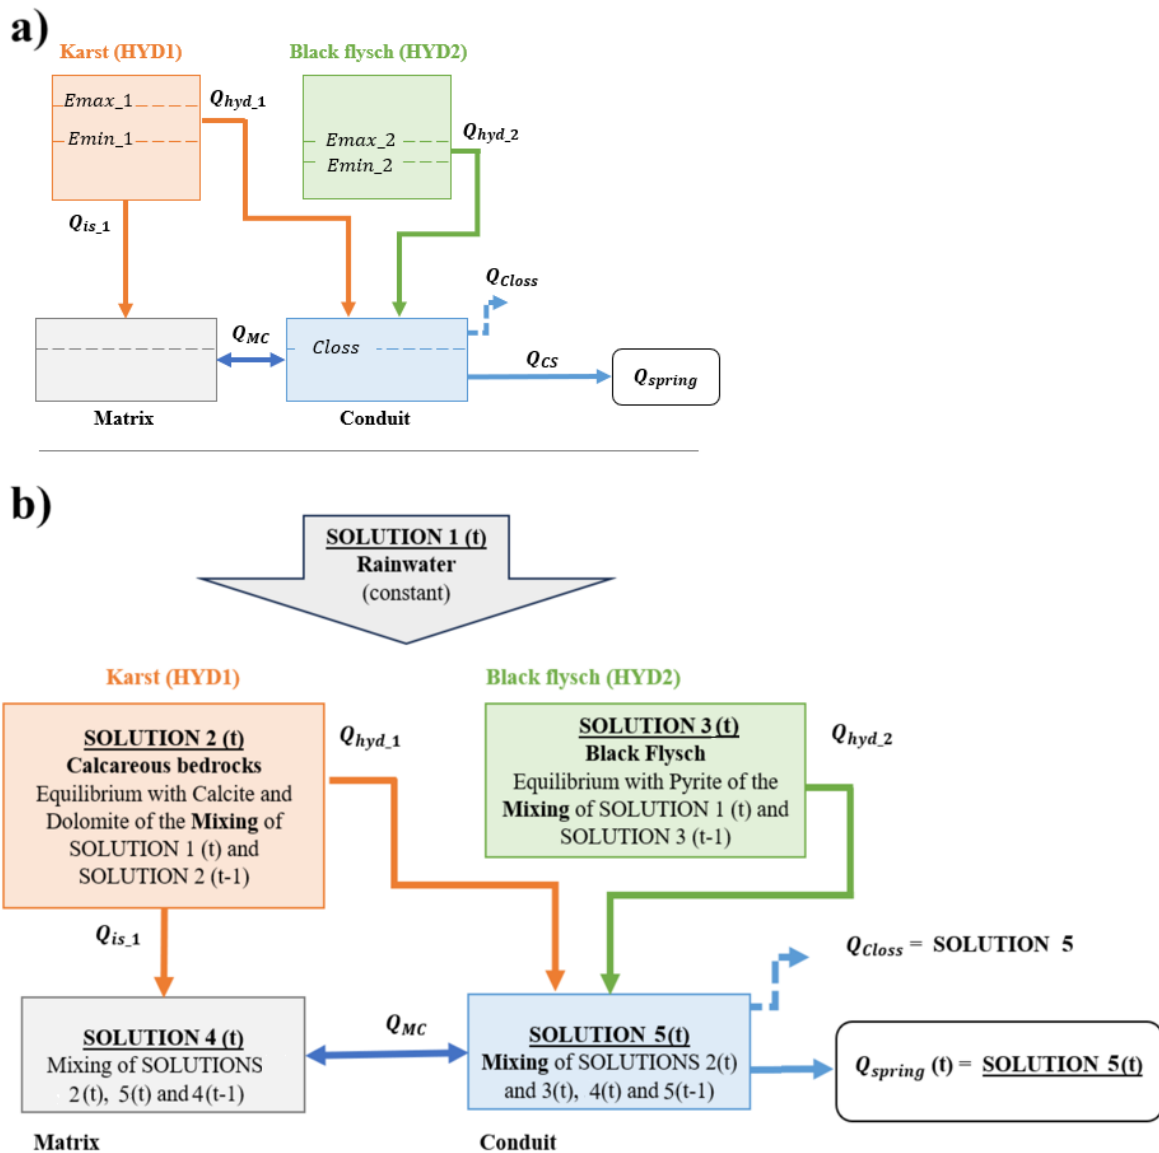 a)
Karst (HYD1)
Black flysch (HYD2)
Emax_1
Emin_1
Qhyd_1
Emax_2
Emin_2
Qhyd_2
Qis_1
QCloss
QMC
Closs
QCS
Qspring
Matrix
Conduit
b)
SOLUTION 1 (t)
Rainwater
(constant)
Karst (HYD1)
Black flysch (HYD2)
SOLUTION 2 (t)
Calcareous bedrocks
Equilibrium with Calcite and
Dolomite of the Mixing of
SOLUTION 1 (t) and
SOLUTION 2 (t-1)
Qhyd_1
SOLUTION 3 (t)
Black Flysch
Equilibrium with Pyrite of the
Mixing of SOLUTION 1 (t) and
SOLUTION 3 (t-1)
Qhyd_2
Qis_1
QCloss = SOLUTION 5
SOLUTION 4 (t)
Mixing of SOLUTIONS
2(t), 5(t) and 4(t-1)
QMC
SOLUTION 5(t)
Mixing of SOLUTIONS 2(t)
and 3(t), 4(t) and 5(t-1)
Qspring (t) = SOLUTION 5(t)
Matrix
Conduit